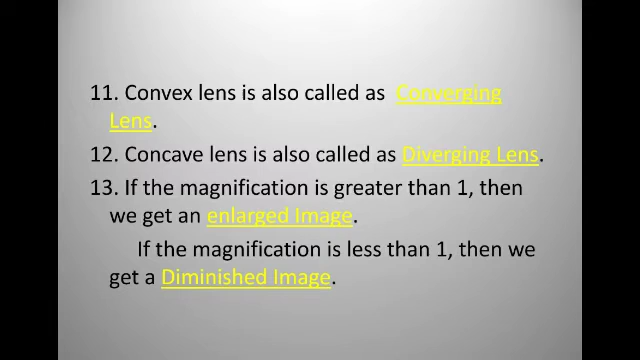 11. Convex lens is also called as Converging
Lens.
12. Concave lens is also called as Diverging Lens.
13. If the magnification is greater than 1, then
we get an enlarged Image.
If the magnification is less than 1, then we
get a Diminished Image.